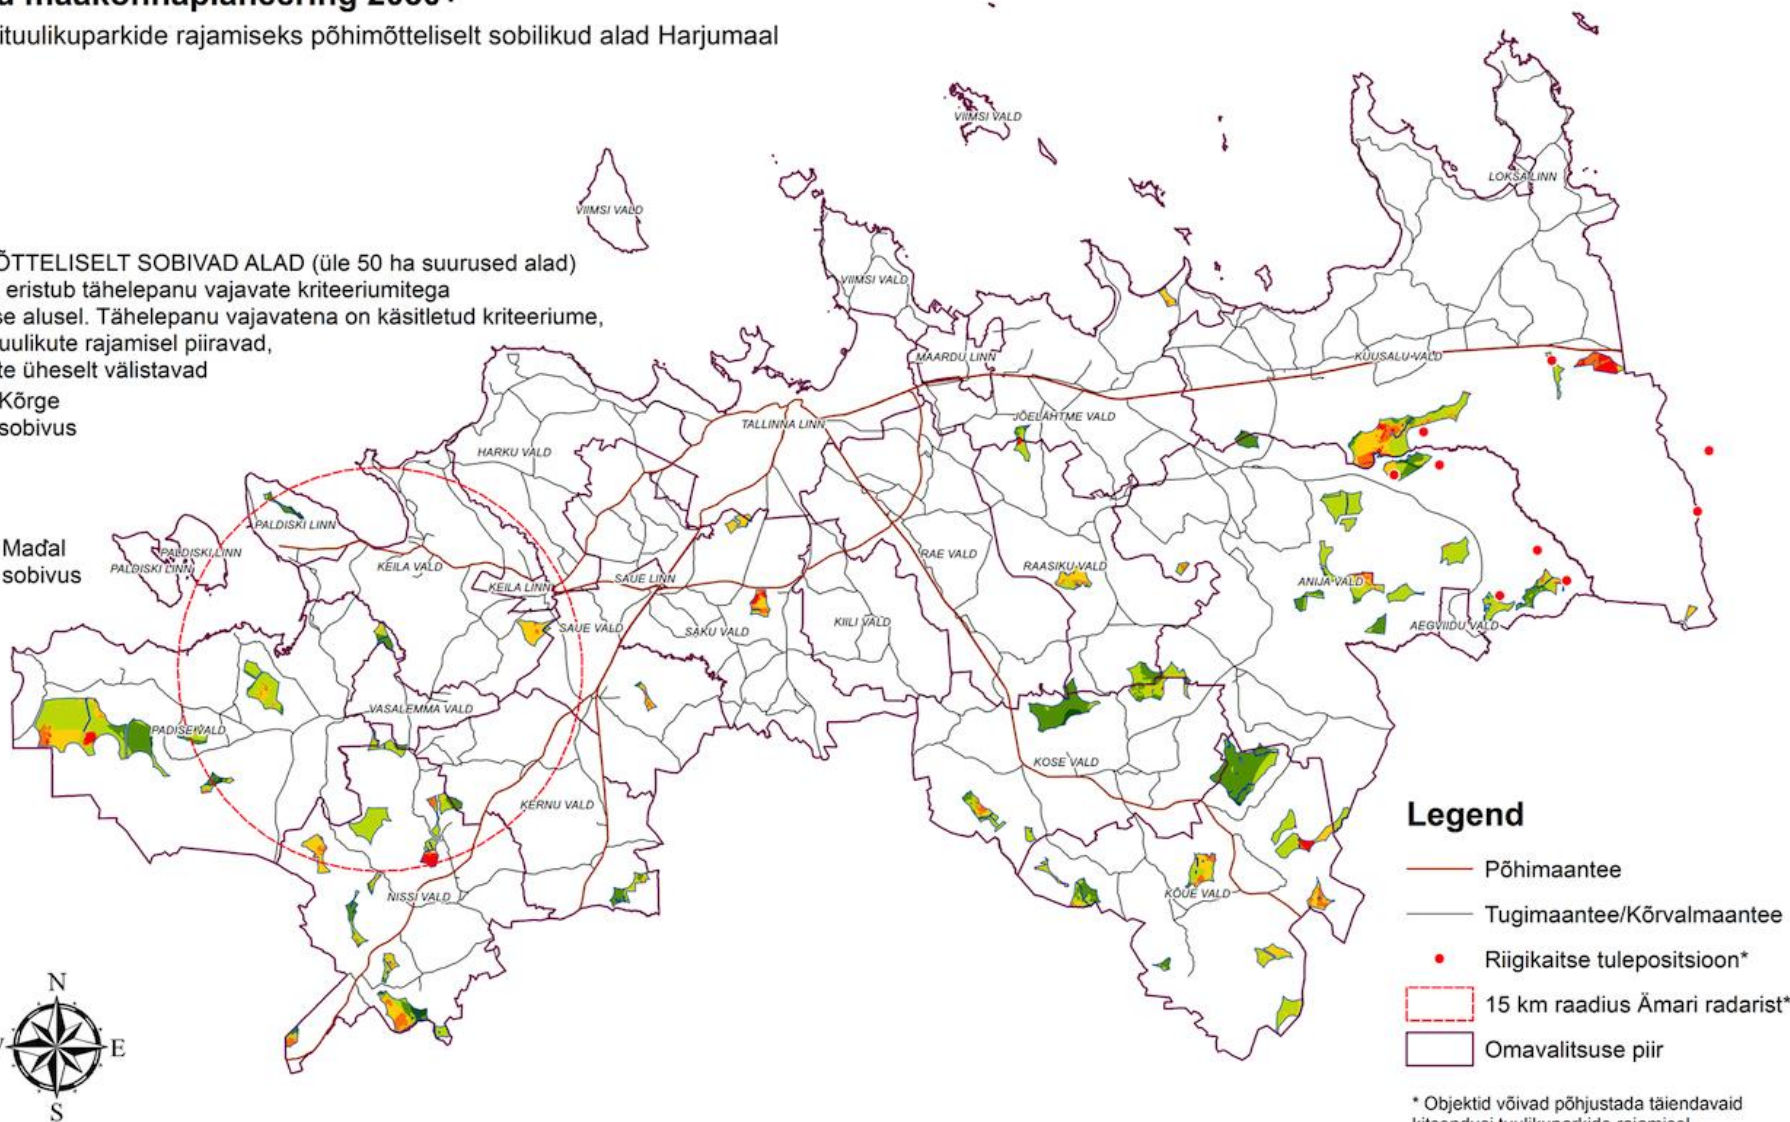 maakonnaplaneering 2030+
ituulikuparkide rajamiseks põhimõtteliselt sobilikud alad Harjumaal
ÕTTELISELT SOBIVAD ALAD (üle 50 ha suurused alad)
eristub tähelepanu vajavate kriteeriumitega
se alusel. Tähelepanu vajavatena on käsitletud kriteeriume,
uulikute rajamisel piiravad,
te üheselt välistavad
Kõrge
sobivus
Madal
sobivus
VIIMSI VALD
LOKSA LINN
VIIMSI VALD
VIIMSI VALD
MAARDU LINN
KUUSALU VALD
JÕELÄHTME VALD
TALLINNA LINN
HARKU VALD
PALDISKI LINN
PALDISKI LINN
PALDISKI LINN
KEILA VALD
KEILA LINN
SAUE LINN
RAE VALD
RAASIKU VALD
ANIJA VALD
SAUE VALD
SAKU VALD
KIILI VALD
AEGVIIDU VALD
VASALEMMA VALD
PADISE VALD
KOSE VALD
KERNU VALD
NISSI VALD
KÕUE VALD
Legend
Põhimaantee
Tugimaantee/Kõrvalmaantee
Riigikaitse tulepositsioon*
15 km raadius Ämari radarist*
Omavalitsuse piir
* Objektid võivad põhjustada täiendavaid
N
E
S